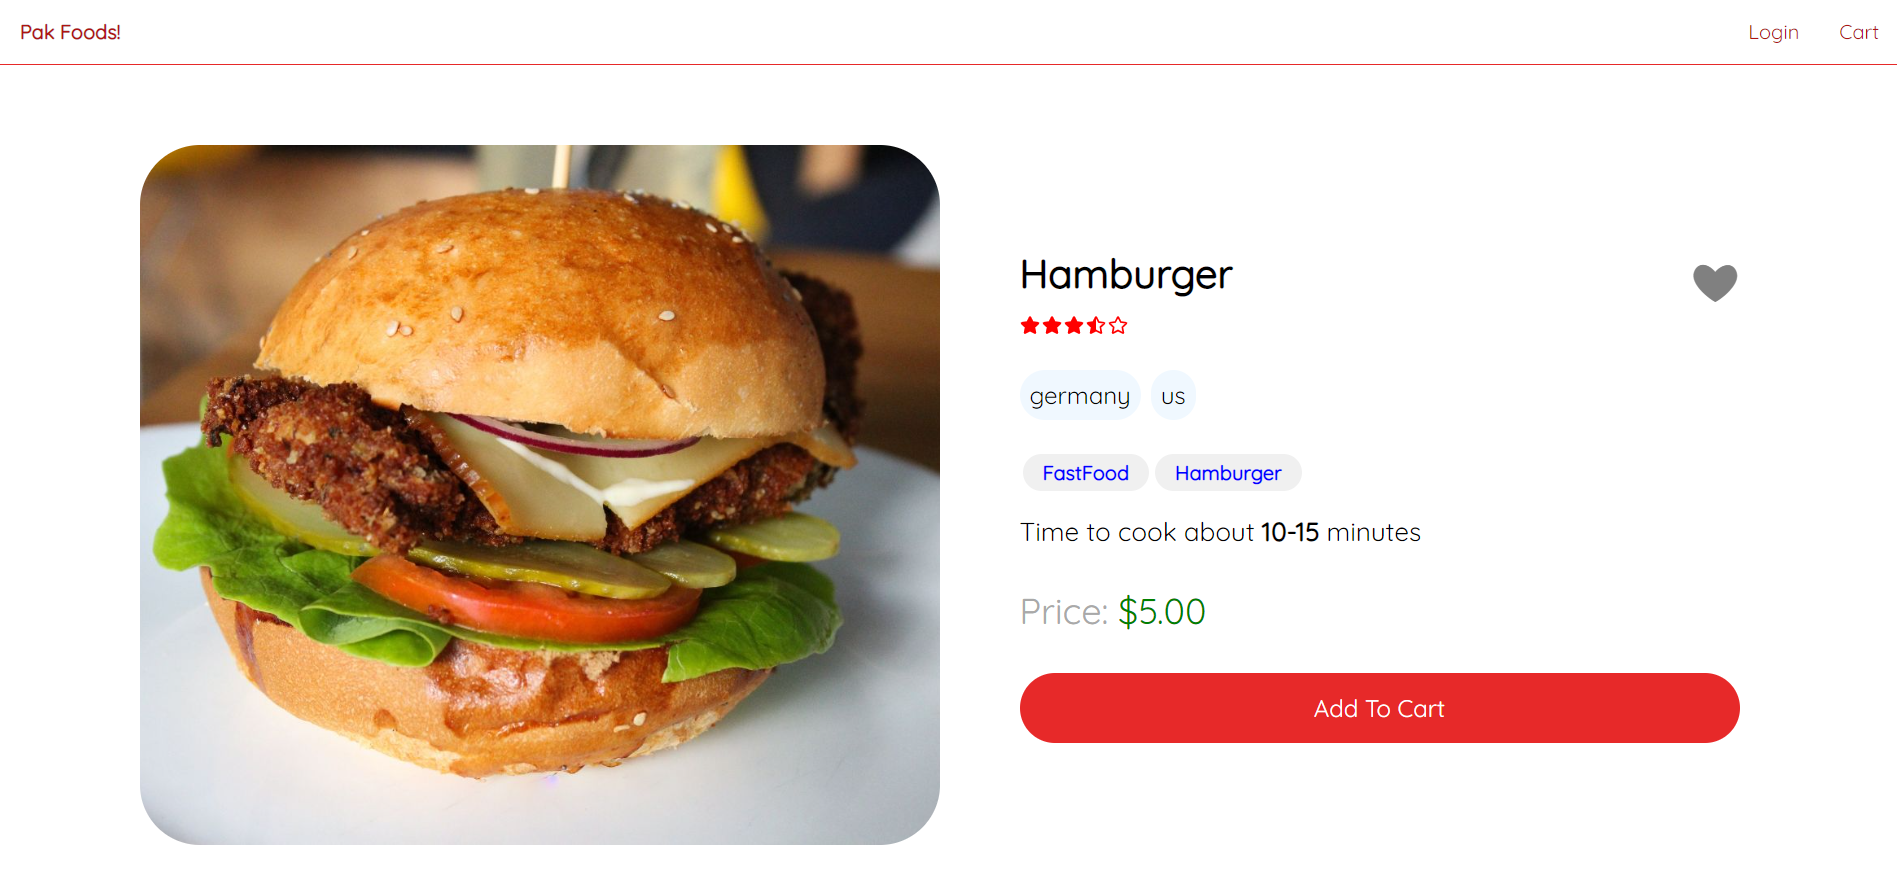 Pak Foods! Login Cart
Hamburger
germany us
FastFood Hamburger
Time to cook about 10-15 minutes
Price: $5.00
Add To Cart